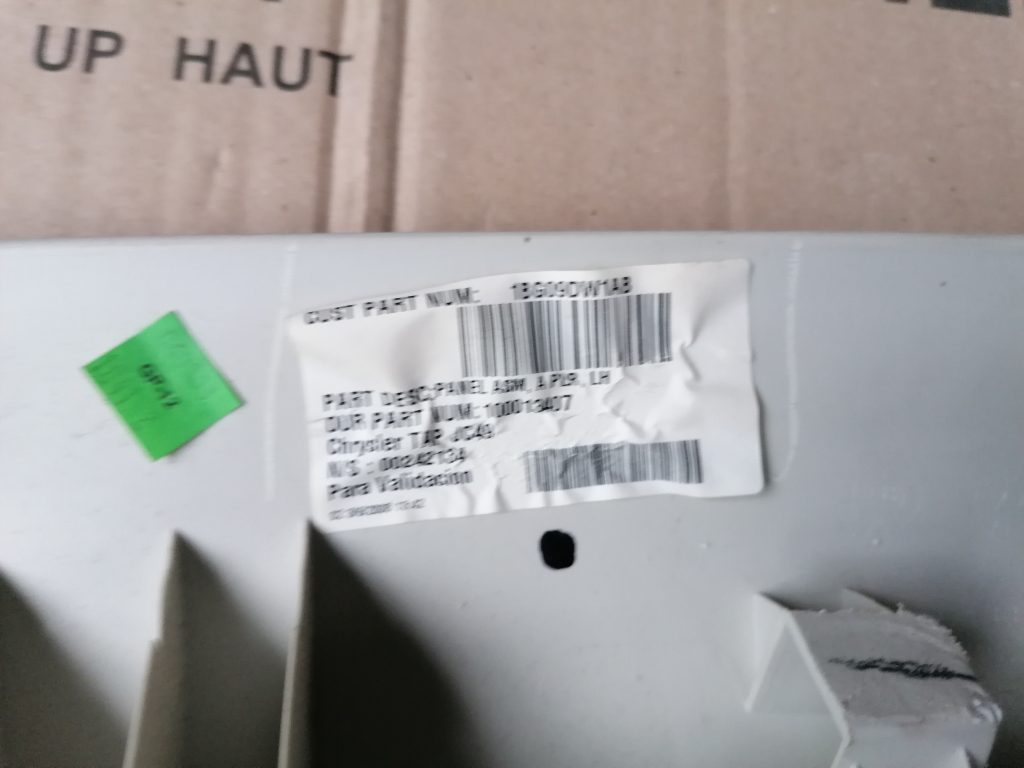 UP HAUT
CUST PART NUM: 1BG09DW1AB
PART DESC:PANEL ASM, A PLR, LH
OUR PART NUM: 100013407
Chrysler TAP JC49
N/S : 00242134
Para Validacion